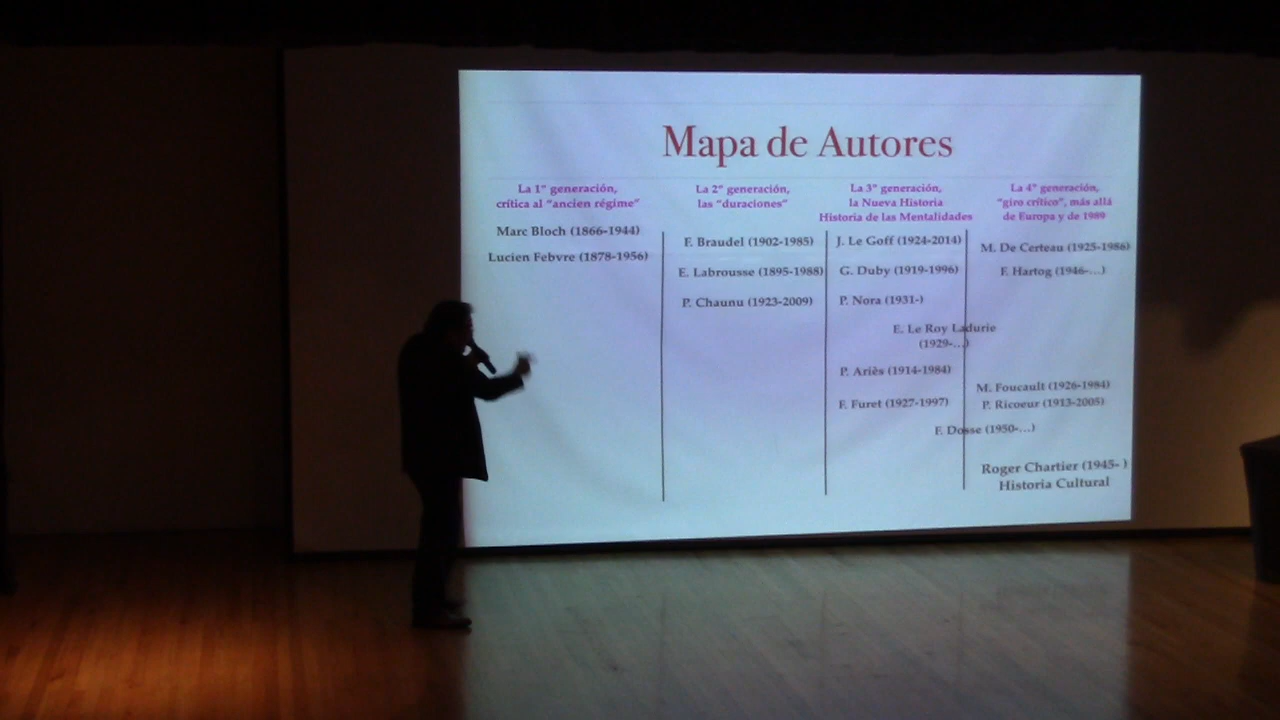 Mapa de Autores
La 1ª generación,
crítica al “ancien régime”
Marc Bloch (1866-1944)
Lucien Febvre (1878-1956)
La 2ª generación,
las “duraciones”
F. Braudel (1902-1985)
E. Labrousse (1895-1988)
P. Chaunu (1923-2009)
La 3ª generación,
la Nueva Historia
Historia de las Mentalidades
J. Le Goff (1924-2014)
G. Duby (1919-1996)
P. Nora (1931-)
E. Le Roy Ladurie
(1929-...)
P. Ariès (1914-1984)
F. Furet (1927-1997)
F. Dosse (1950-...)
La 4ª generación,
“giro crítico”, más allá
de Europa y de 1989
M. De Certeau (1925-1986)
F. Hartog (1946-...)
M. Foucault (1926-1984)
P. Ricoeur (1913-2005)
Roger Chartier (1945- )
Historia Cultural